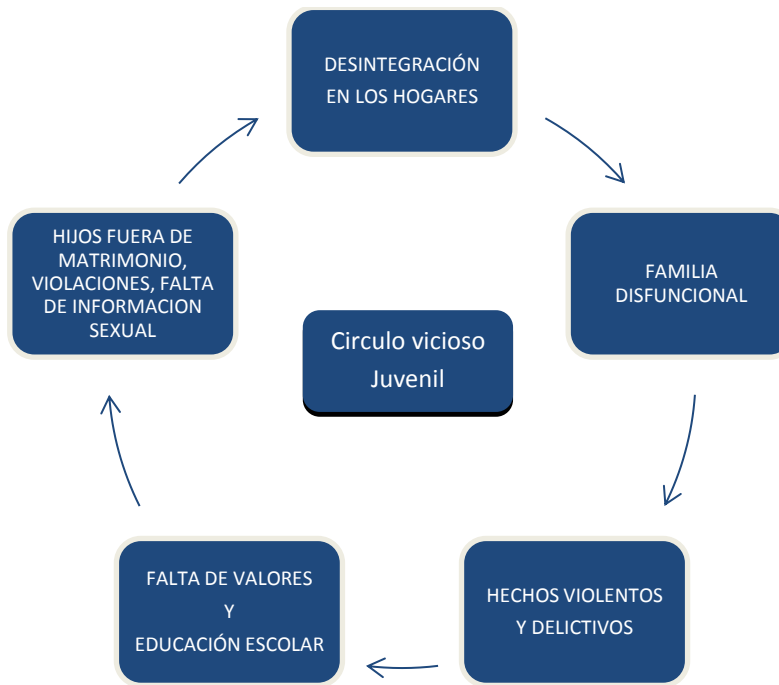 DESINTEGRACIÓN
EN LOS HOGARES
FAMILIA
DISFUNCIONAL
HECHOS VIOLENTOS
Y DELICTIVOS
FALTA DE VALORES
Y
EDUCACIÓN ESCOLAR
HIJOS FUERA DE
MATRIMONIO,
VIOLACIONES, FALTA
DE INFORMACION
SEXUAL
Circulo vicioso
Juvenil